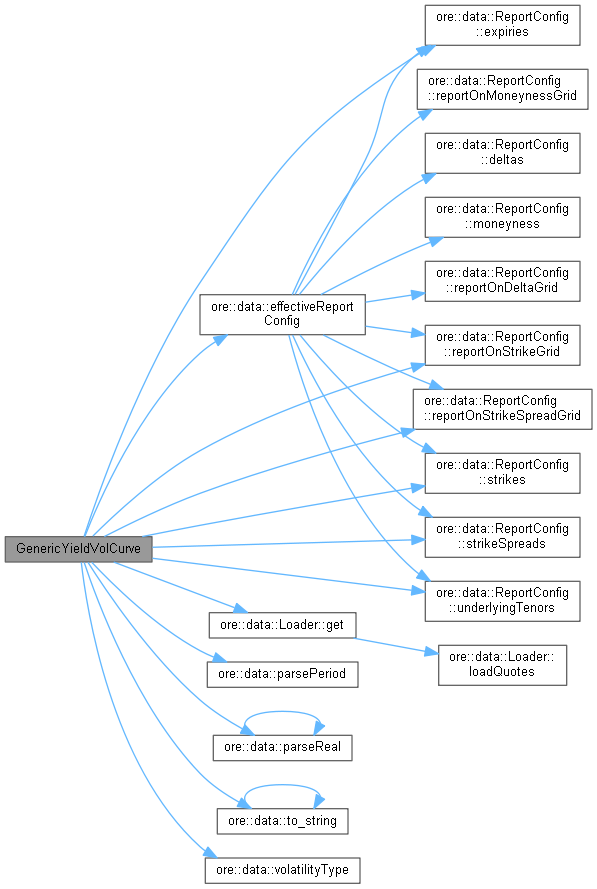 ore::data::ReportConfig
::expiries
ore::data::ReportConfig
::reportOnMoneynessGrid
ore::data::ReportConfig
::deltas
ore::data::ReportConfig
::moneyness
ore::data::ReportConfig
::reportOnDeltaGrid
ore::data::effectiveReport
Config
ore::data::ReportConfig
::reportOnStrikeGrid
ore::data::ReportConfig
::reportOnStrikeSpreadGrid
ore::data::ReportConfig
::strikes
ore::data::ReportConfig
::strikeSpreads
GenericYieldVolCurve
ore::data::ReportConfig
::underlyingTenors
ore::data::Loader::get
ore::data::Loader::
loadQuotes
ore::data::parsePeriod
ore::data::parseReal
ore::data::to_string
ore::data::volatilityType